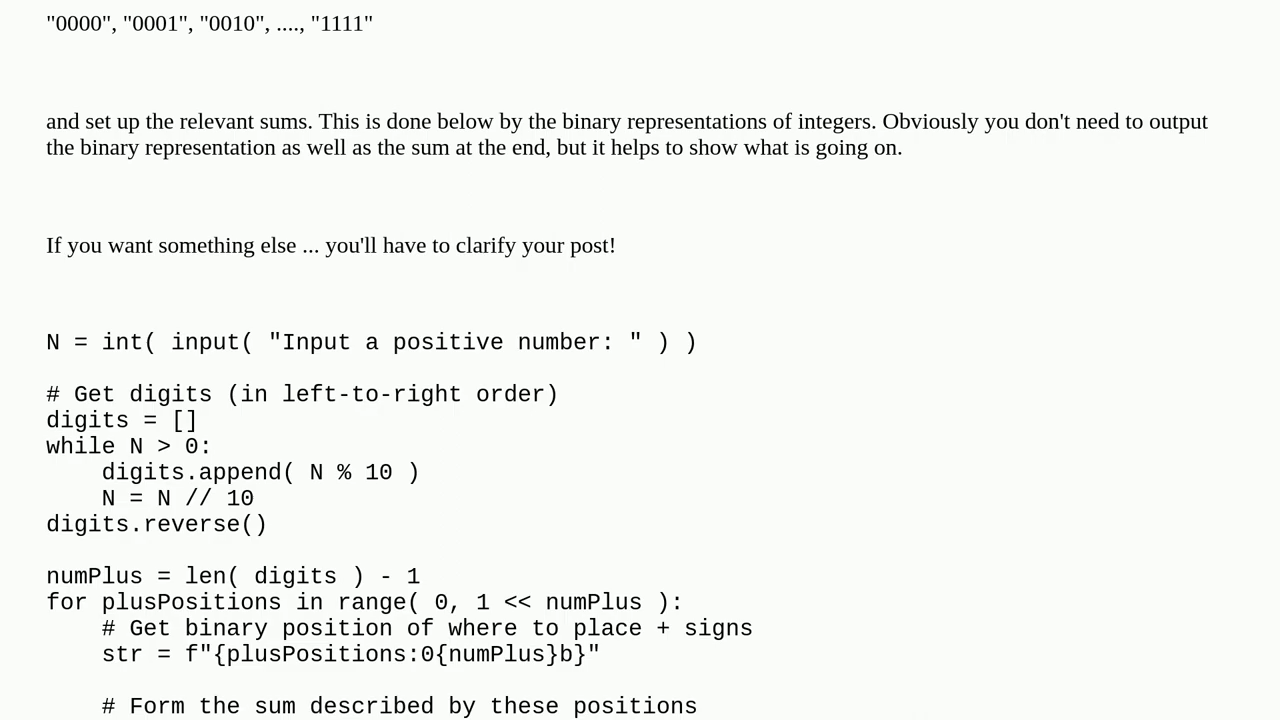 "0000", "0001", "0010", ...., "1111"
and set up the relevant sums. This is done below by the binary representations of integers. Obviously you don't need to output
the binary representation as well as the sum at the end, but it helps to show what is going on.
If you want something else ... you'll have to clarify your post!
N = int( input( "Input a positive number: " ) )
# Get digits (in left-to-right order)
digits = []
while N > 0:
    digits.append( N % 10 )
    N = N // 10
digits.reverse()
numPlus = len( digits ) - 1
for plusPositions in range( 0, 1 << numPlus ):
    # Get binary position of where to place + signs
    str = f"{plusPositions:0{numPlus}b}"
    # Form the sum described by these positions